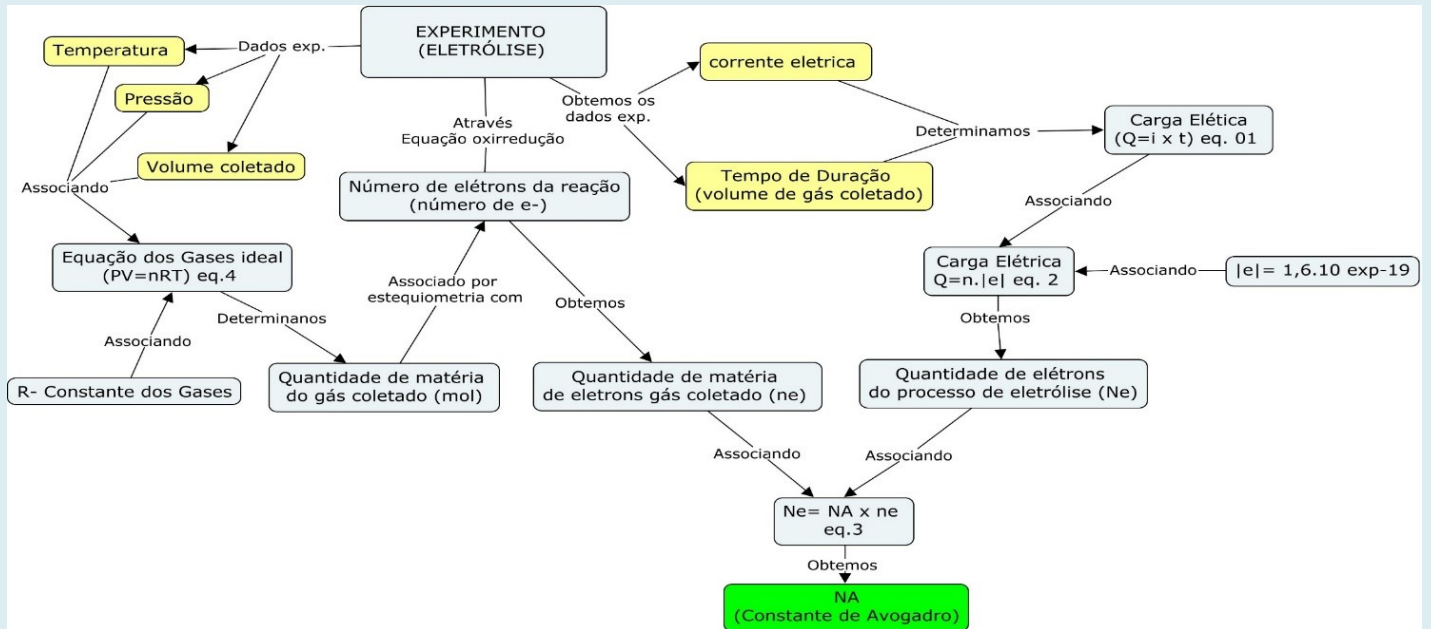 EXPERIMENTO
(ELETRÓLISE)
Dados exp.
Temperatura
Pressão
Volume coletado
Associando
Através
Equação oxirredução
Obtemos os
dados exp.
corrente eletrica
Tempo de Duração
(volume de gás coletado)
Determinamos
Carga Elética
(Q=i x t) eq. 01
Número de elétrons da reação
(número de e-)
Associando
Equação dos Gases ideal
(PV=nRT) eq.4
Associado por
estequiometria com
Obtemos
Carga Elétrica
Q=n.|e| eq. 2
Associando
|e|= 1,6.10 exp-19
Determinanos
Associando
Obtemos
R- Constante dos Gases
Quantidade de matéria
do gás coletado (mol)
Quantidade de matéria
de eletrons gás coletado (ne)
Quantidade de elétrons
do processo de eletrólise (Ne)
Associando
Associando
Ne= NA x ne
eq.3
Obtemos
NA
(Constante de Avogadro)